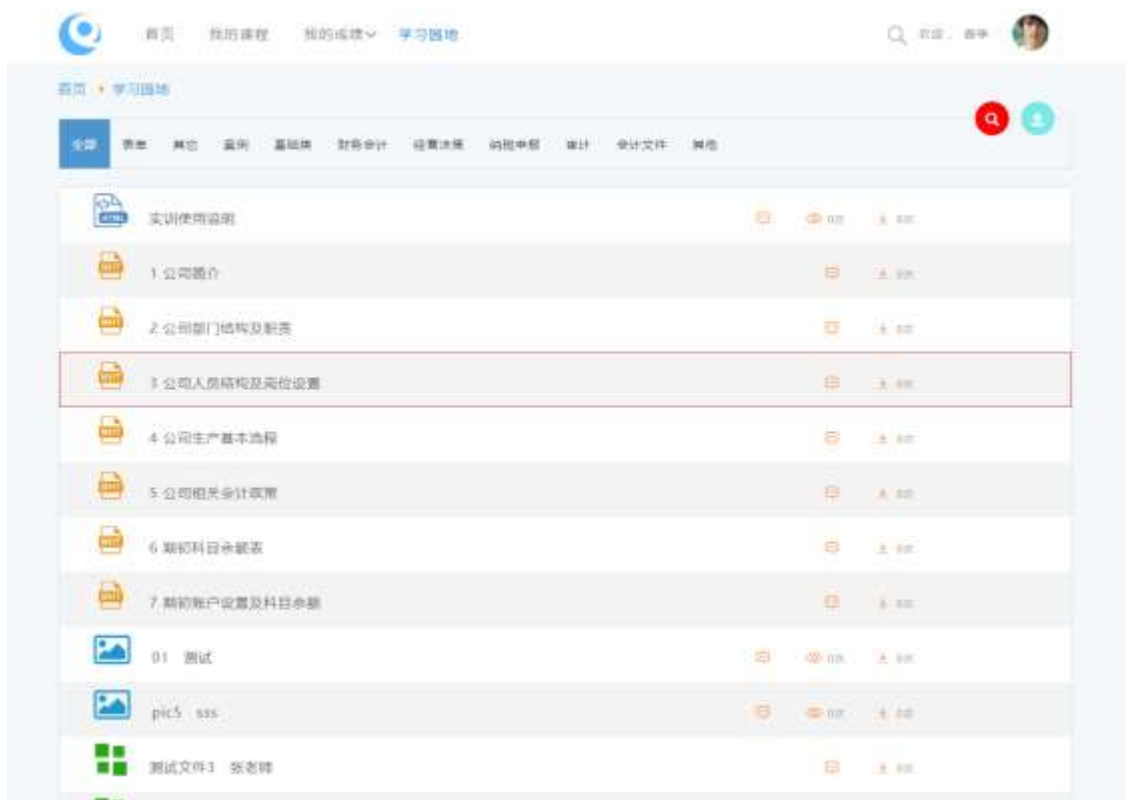 首页 我的课程 我的成绩 学习园地
首页 学习园地
全部 表单 其它 案例 基础类 财务会计 经营决策 纳税申报 审计 会计文件 其他
实训使用说明
1 公司简介
2 公司部门结构及职责
3 公司人员结构及岗位设置
4 公司生产基本流程
5 公司相关会计政策
6 期初科目余额表
7 期初账户设置及科目余额
01 测试
pic5 sss
测试文件3 张老师